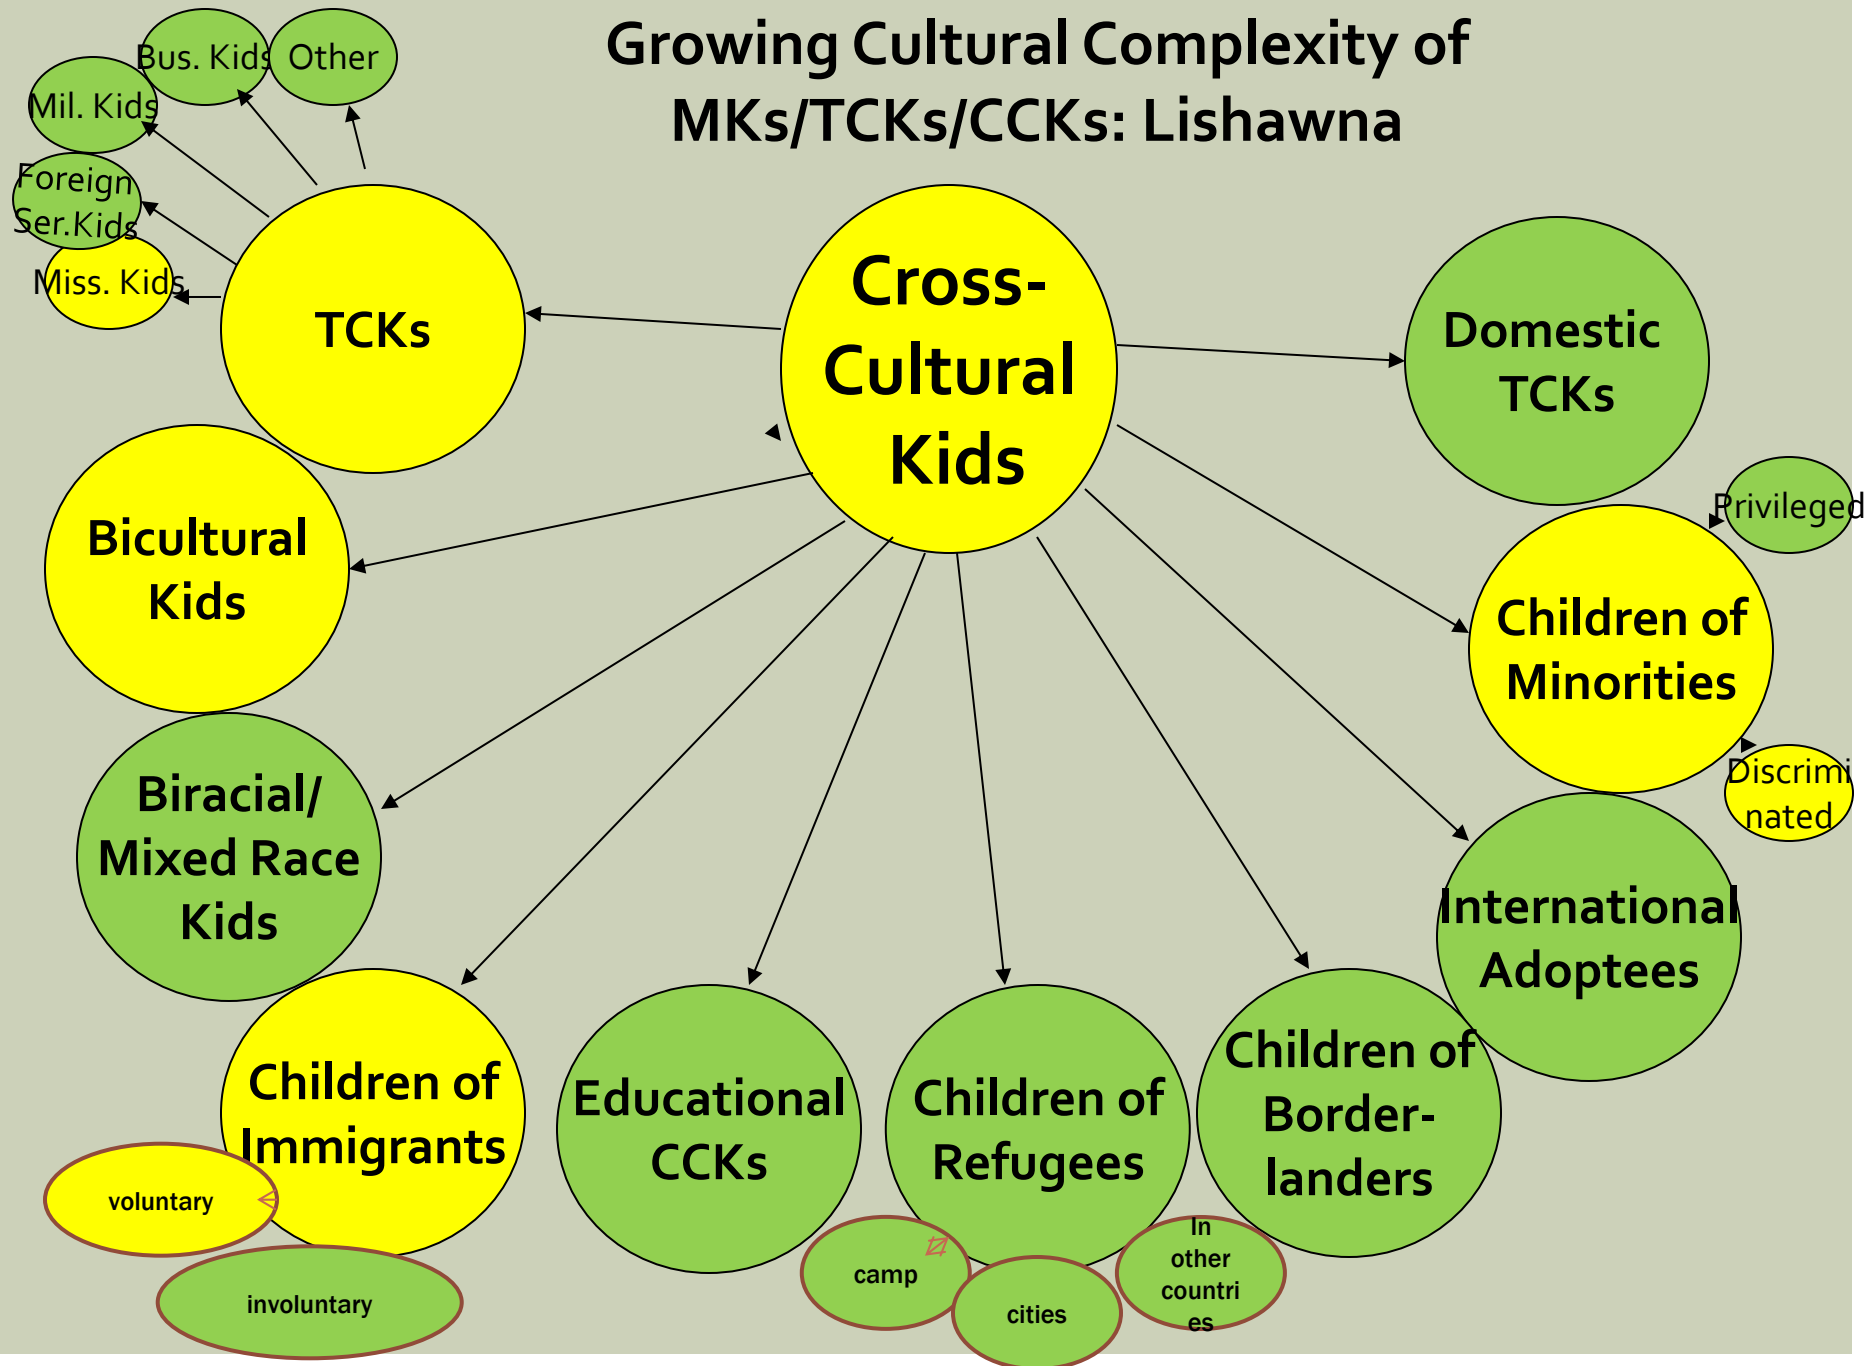 Growing Cultural Complexity of
MKs/TCKs/CCKs: Lishawna
Bus. Kids
Other
Mil. Kids
Foreign
Ser.Kids
Miss. Kids
TCKs
Cross-
Cultural
Kids
Domestic
TCKs
Privileged
Bicultural
Kids
Children of
Minorities
Discrimi
nated
Biracial/
Mixed Race
Kids
International
Adoptees
Children of
Immigrants
Educational
CCKs
Children of
Refugees
Children of
Border-
landers
voluntary
involuntary
camp
cities
In
other
countri
es